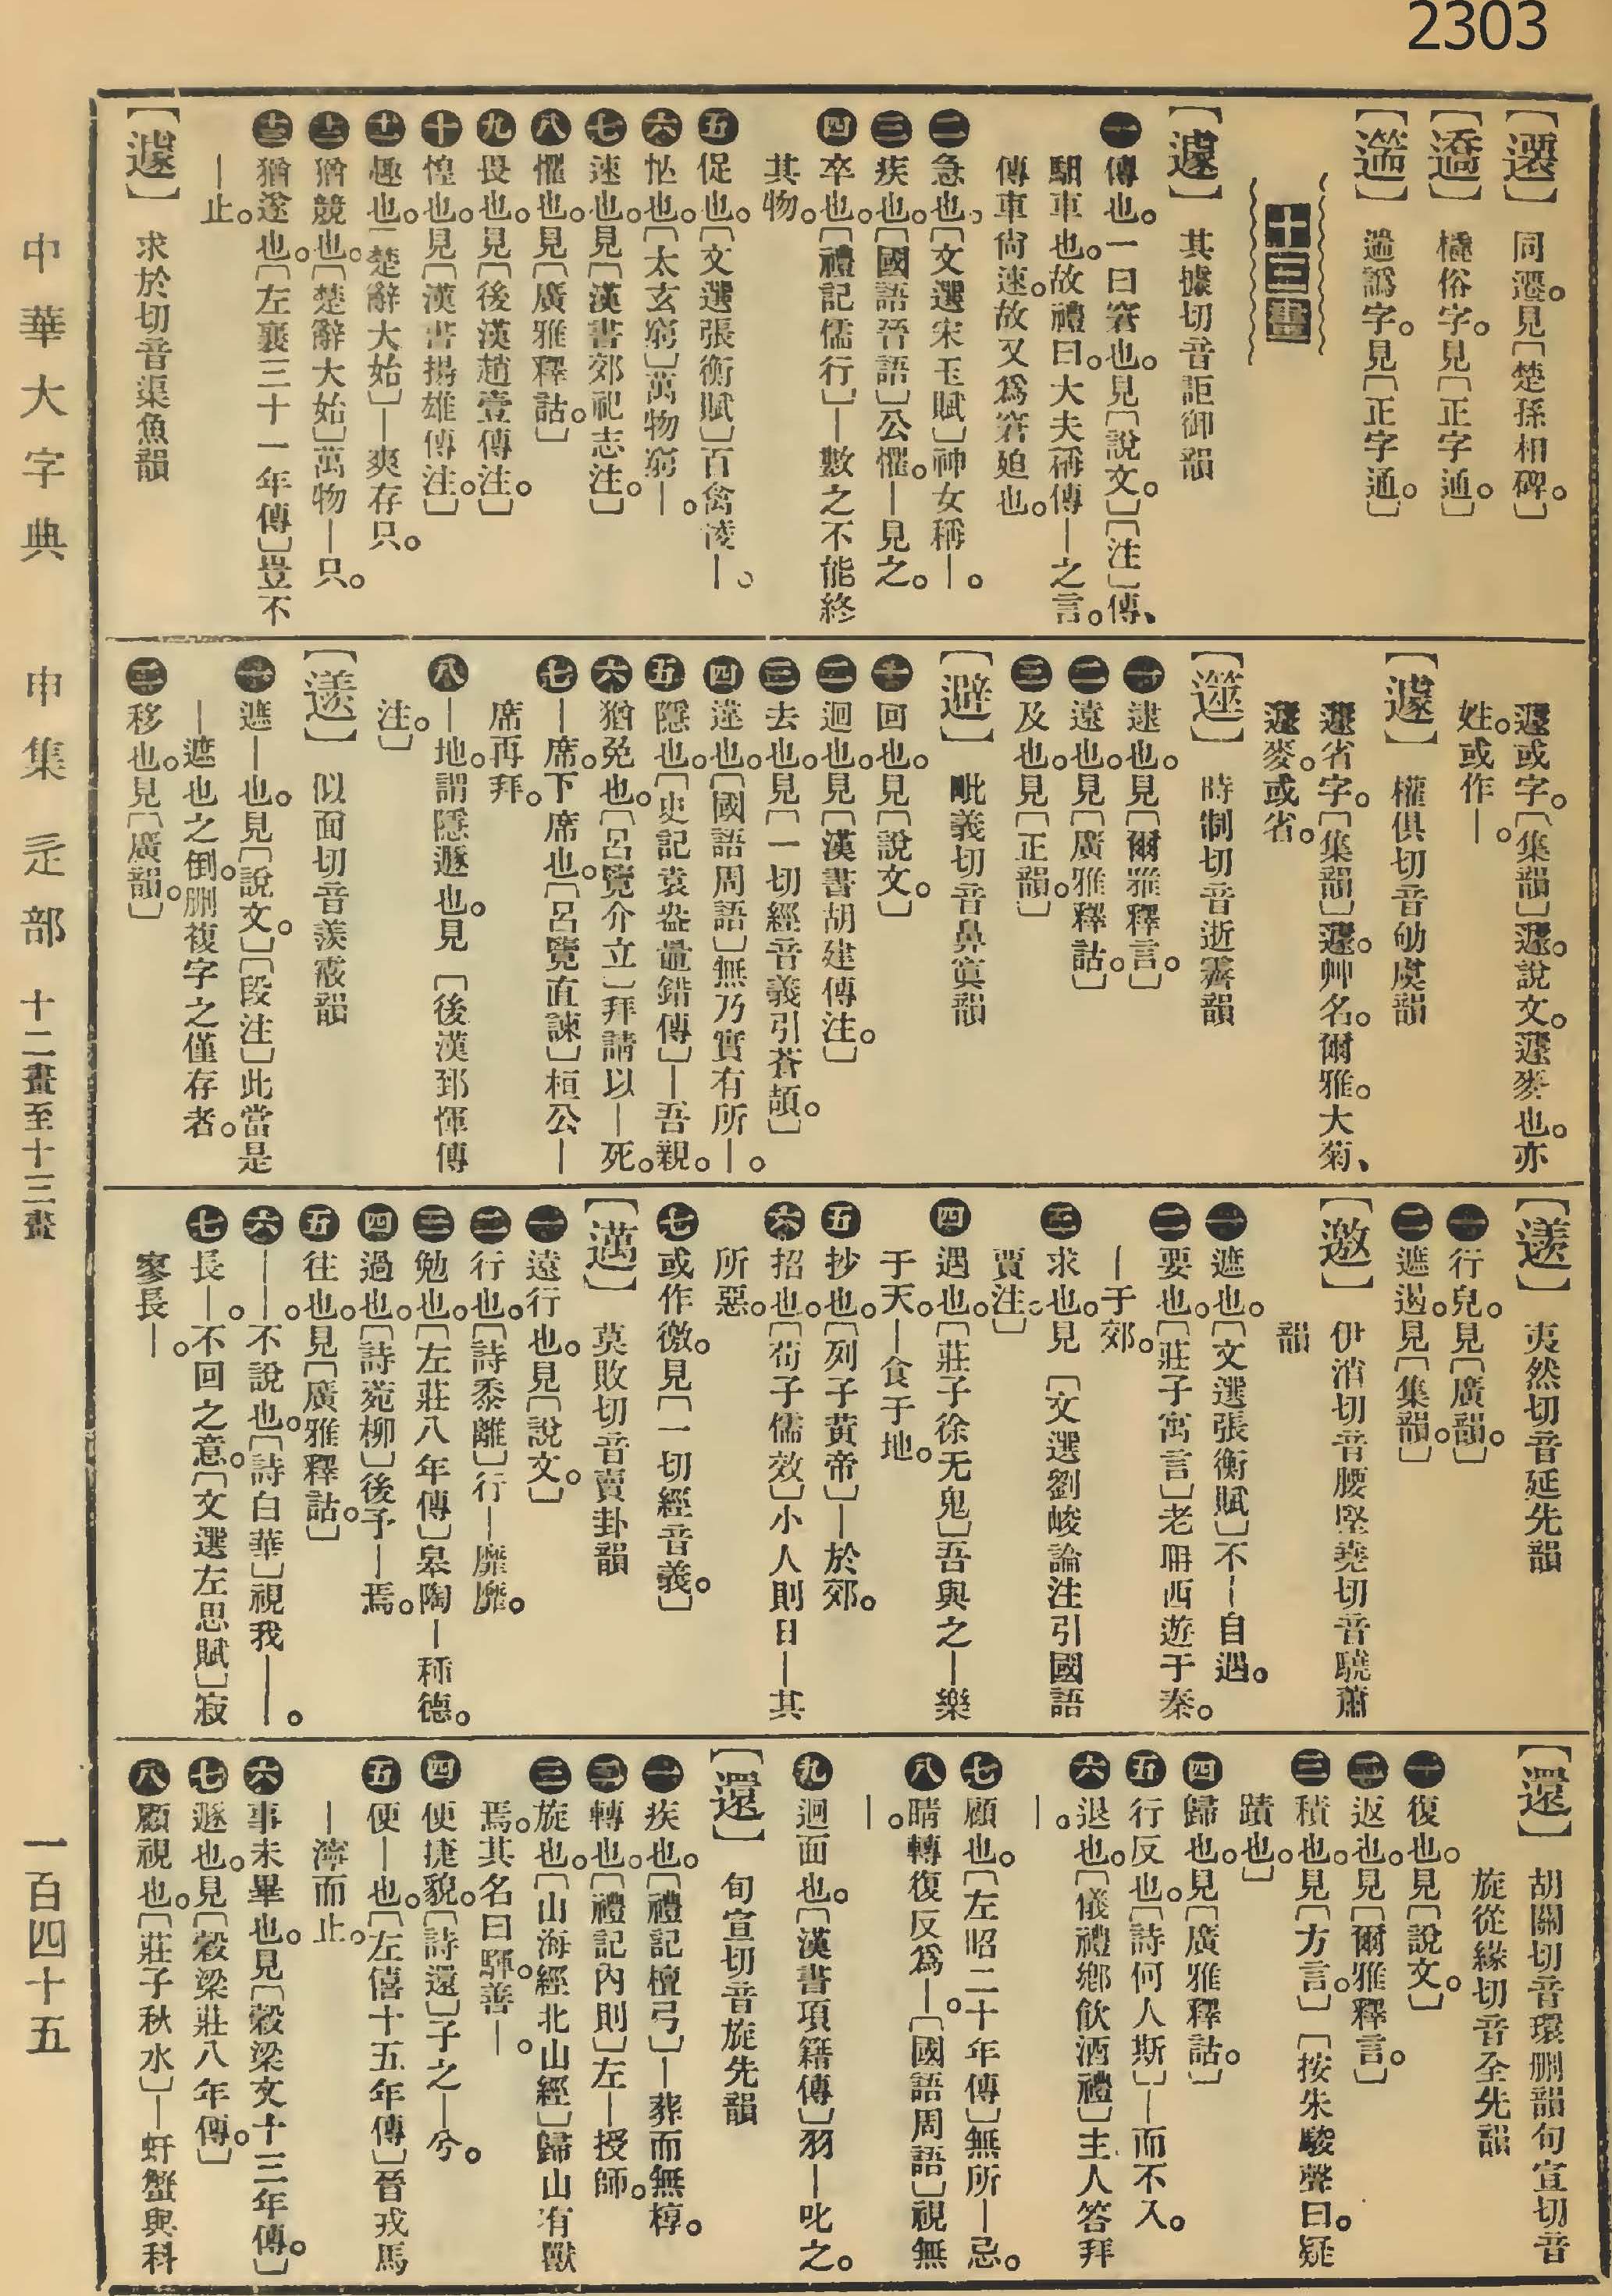 2303
【䙴】同遷。見〔楚孫相碑。〕
【𨗽】橇俗字。見〔正字通。〕
見〔正字通。〕
十三畫
【遽】其據切音詎御韻
㊀傳也。一曰窘也。見〔說文。〕〔注〕傳、
馹車也。故禮曰。大夫稱傳—之言。
傳車尙速。故又爲窘廹也。
㊁急也。〔文選宋玉賦〕神女稱—。
㊂疾也。〔國語晉語〕公懼。—見之。
㊃卒也。〔禮記儒行〕—數之不能終
其物。
㊄促也。〔文選張衡賦〕百禽㥄—。
㊅㤼也。〔太玄窮〕萬物窮—。
㊆速也。見〔漢書郊祀志注。〕
㊇懼也。見〔廣雅釋詁。〕
㊈畏也。見〔後漢趙壹傳注。〕
㊉惶也。見〔漢書揚雄傳注。〕
⓫趣也。〔楚辭大始〕—爽存只。
⓬猶競也。〔楚辭大始〕萬物—只。
⓭猶遂也。〔左襄三十一年傳〕豈不
—止。
【遽】求於切音渠魚韻
蘧或字。〔集韻〕蘧。說文。蘧麥也。亦
姓。或作—。
【遽】權俱切音劬虞韻
蘧省字。〔集韻〕蘧。艸名。爾雅。大菊、
蘧麥。或省。
【遾】時制切音逝霽韻
㊀逮也。見〔爾雅釋言。〕
㊁遠也。見〔廣雅釋詁。〕
㊂及也。見〔正韻。〕
【避】毗義切音鼻寘韻
㊀回也。見〔說文。〕
㊁迴也。見〔漢書胡建傳注。〕
㊂去也。見〔一切經音義引蒼頡。〕
㊃違也。〔國語周語〕無乃實有所—。
㊄隱也。〔史記袁盎鼂錯傳〕—吾親。
㊅猶免也。〔呂覽介立〕拜請以—死。
㊆—席。下席也。〔呂覽直諫〕桓公—
席再拜。
㊇—地。謂隱遯也。見〔後漢郅惲傳
注。〕
【䢠】似面切音羨霰韻
㊀遮—也。見〔說文。〕〔段注〕此當是
—遮也之倒。刪複字之僅存者。
㊁移也。見〔廣韻。〕
【䢠】夷然切音延先韻
㊀行皃。見〔廣韻。〕
㊁遮遏。見〔集韻。〕
【邀】伊消切音腰堅堯切音驍蕭
韻
㊀遮也。〔文選張衡賦〕不—自遇。
㊁要也。〔莊子寓言〕老聃西遊于秦。
—于郊。
㊂求也。見〔文選劉峻論注引國語
賈注〕
㊃遇也。〔莊子徐无鬼〕吾與之—樂
于天。—食于地。
㊄抄也。〔列子黃帝〕—於郊。
㊅招也。〔荀子儒效〕小人則日—其
所惡。
㊆或作徼。見〔一切經音義。〕
【邁】莫敗切音賣卦韻
㊀遠行也。見〔說文。〕
㊁行也。〔詩黍離〕行—靡靡。
㊂勉也。〔左莊八年傳〕皋陶—種德。
㊃過也。〔詩菀柳〕後予—焉。
㊄往也。見〔廣雅釋詁。〕
㊅——。不說也。〔詩白華〕視我——。
㊆長—。不回之意。〔文選左思賦〕寂
寥長—。
【還】胡關切音環刪韻旬宣切音
旋從緣切音全先韻
㊀復也。見〔說文。〕
㊁返也。見〔爾雅釋言。〕
㊂積也。見〔方言。〕〔按朱駿聲曰。疑
蹟也。〕
㊃歸也。見〔廣雅釋詁。〕
㊄行反也。〔詩何人斯〕—而不入。
㊅退也。〔儀禮鄉飲酒禮〕主人答拜
—。
㊆顧也。〔左昭二十年傳〕無所—忌。
㊇睛轉復反爲—。〔國語周語〕視無
—。
㊈迴面也。〔漢書項籍傳〕羽—叱之。
【還】旬宣切音旋先韻
㊀疾也。〔禮記檀弓〕—葬而無椁。
㊁轉也。〔禮記內則〕左—授師。
㊂旋也。〔山海經北山經〕歸山有獸
焉。其名曰驒。善—。
㊃便捷貌。〔詩還〕子之—兮。
㊄便—也。〔左僖十五年傳〕晉戎馬
—濘而止。
㊅事未畢也。見〔穀梁文十三年傳。〕
㊆遯也。見〔穀梁莊八年傳。〕
㊇顧視也。〔莊子秋水〕—虷蟹與科
中華大字典 申集 辵部 十二畫至十三畫 一百四十五